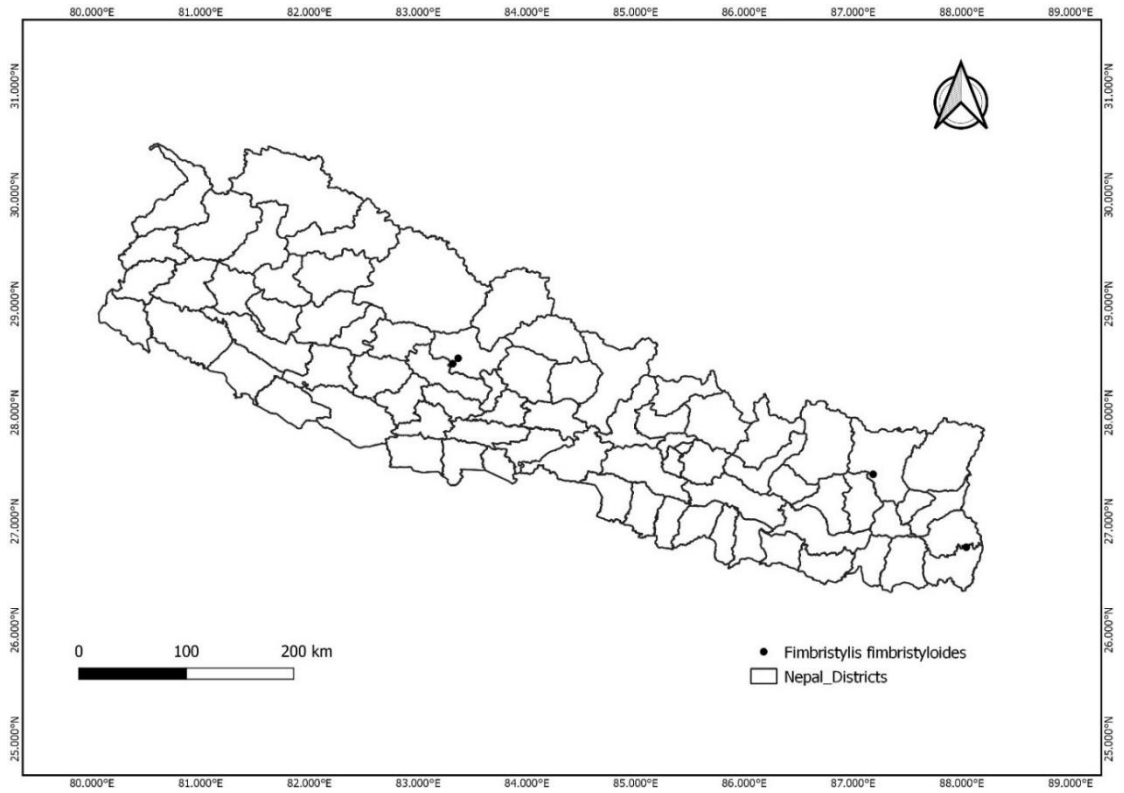 80.000°E 81.000°E 82.000°E 83.000°E 84.000°E 85.000°E 86.000°E 87.000°E 88.000°E 89.000°E
31.000°N 31.000°N
30.000°N 30.000°N
29.000°N 29.000°N
28.000°N 28.000°N
27.000°N 27.000°N
26.000°N 26.000°N
25.000°N 25.000°N
0 100 200 km
Fimbristylis fimbristyloides
Nepal_Districts
80.000°E 81.000°E 82.000°E 83.000°E 84.000°E 85.000°E 86.000°E 87.000°E 88.000°E 89.000°E